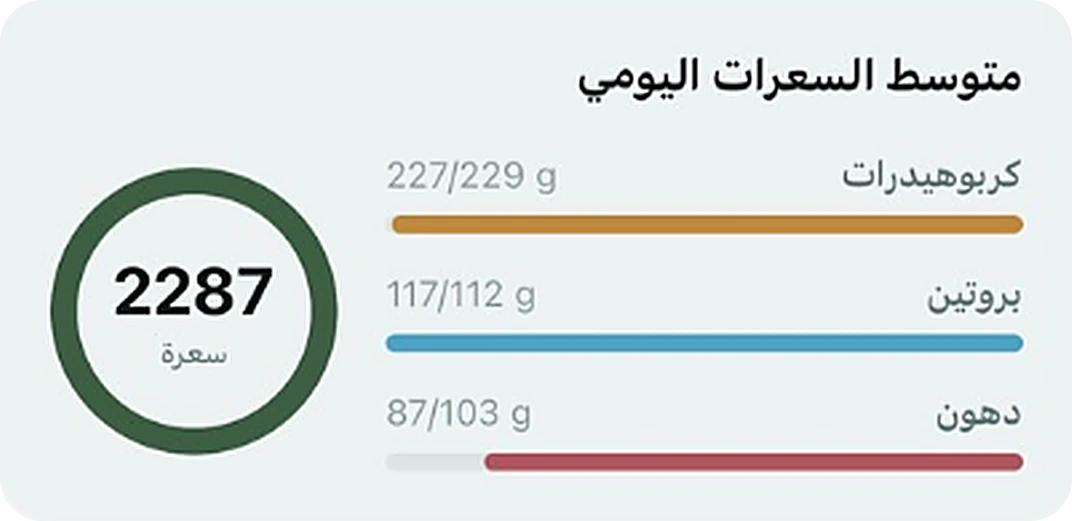 متوسط السعرات اليومي
كربوهيدرات 227/229 g
بروتين 117/112 g
دهون 87/103 g
2287
سعرة